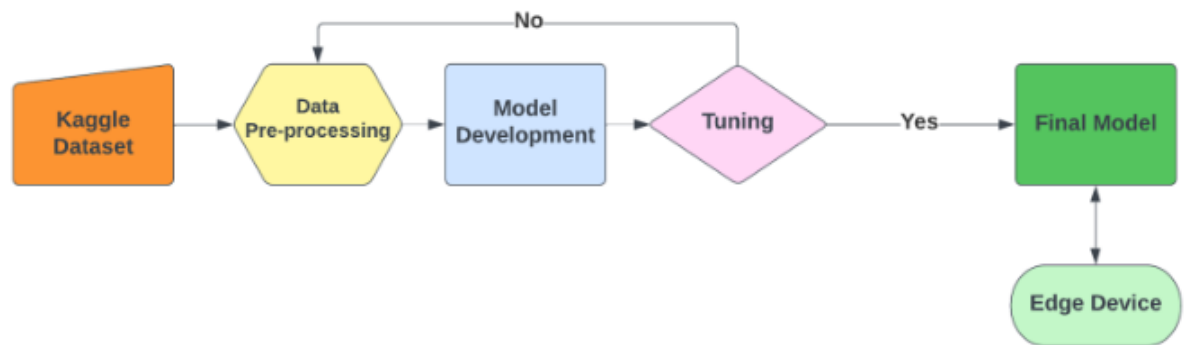 No
Kaggle
Dataset
Data
Pre-processing
Model
Development
Tuning
Yes
Final Model
Edge Device